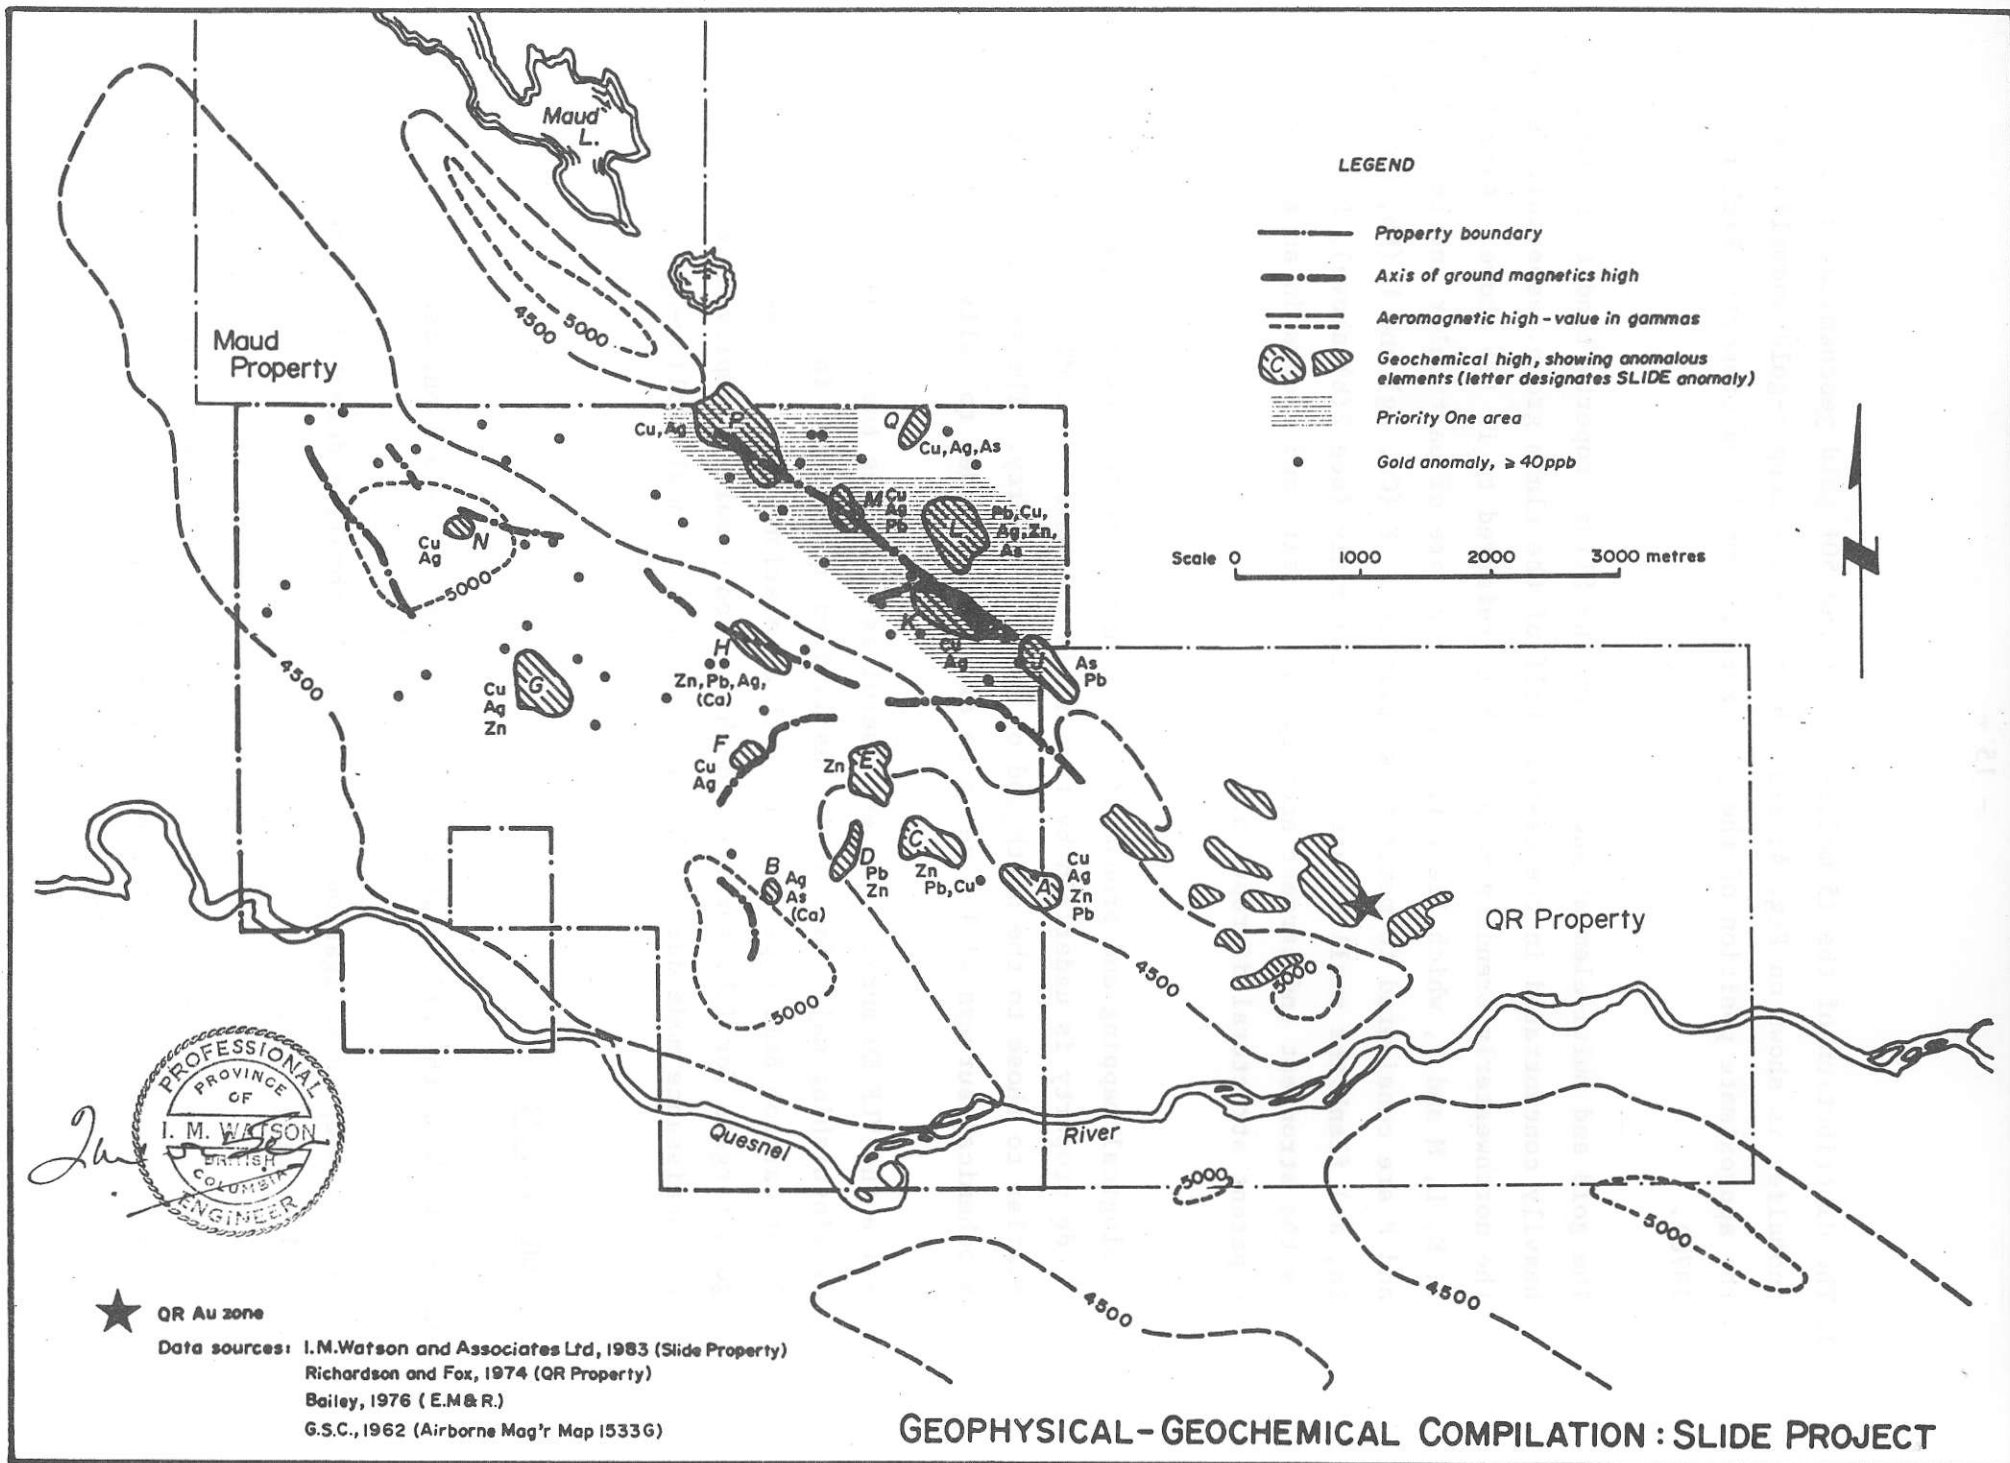 Maud
L.
LEGEND
Property boundary
Axis of ground magnetics high
Aeromagnetic high - value in gammas
C
Geochemical high, showing anomalous
elements (letter designates SLIDE anomaly)
Priority One area
Gold anomaly, ≥ 40ppb
Scale 0 1000 2000 3000 metres
N
4500
5000
Maud
Property
P
Cu, Ag
Q
Cu, Ag, As
M
Cu
Ag
Pb
L
Pb, Cu,
Ag, Zn,
As
N
Cu
Ag
5000
K
Cu
Ag
J
As
Pb
H
Zn, Pb, Ag,
(Ca)
4500
G
Cu
Ag
Zn
F
Cu
Ag
Zn
E
D
Pb
Zn
C
Zn
Pb, Cu
B
Ag
As
(Ca)
A
Cu
Ag
Zn
Pb
QR Property
4500
5000
5000
Quesnel
River
5000
5000
4500
4500
PROFESSIONAL
PROVINCE
OF
I. M. WATSON
BRITISH
COLUMBIA
ENGINEER
QR Au zone
Data sources: I.M.Watson and Associates Ltd, 1983 (Slide Property)
Richardson and Fox, 1974 (QR Property)
Bailey, 1976 ( E.M & R.)
G.S.C., 1962 (Airborne Mag'r Map 1533G)
GEOPHYSICAL-GEOCHEMICAL COMPILATION : SLIDE PROJECT